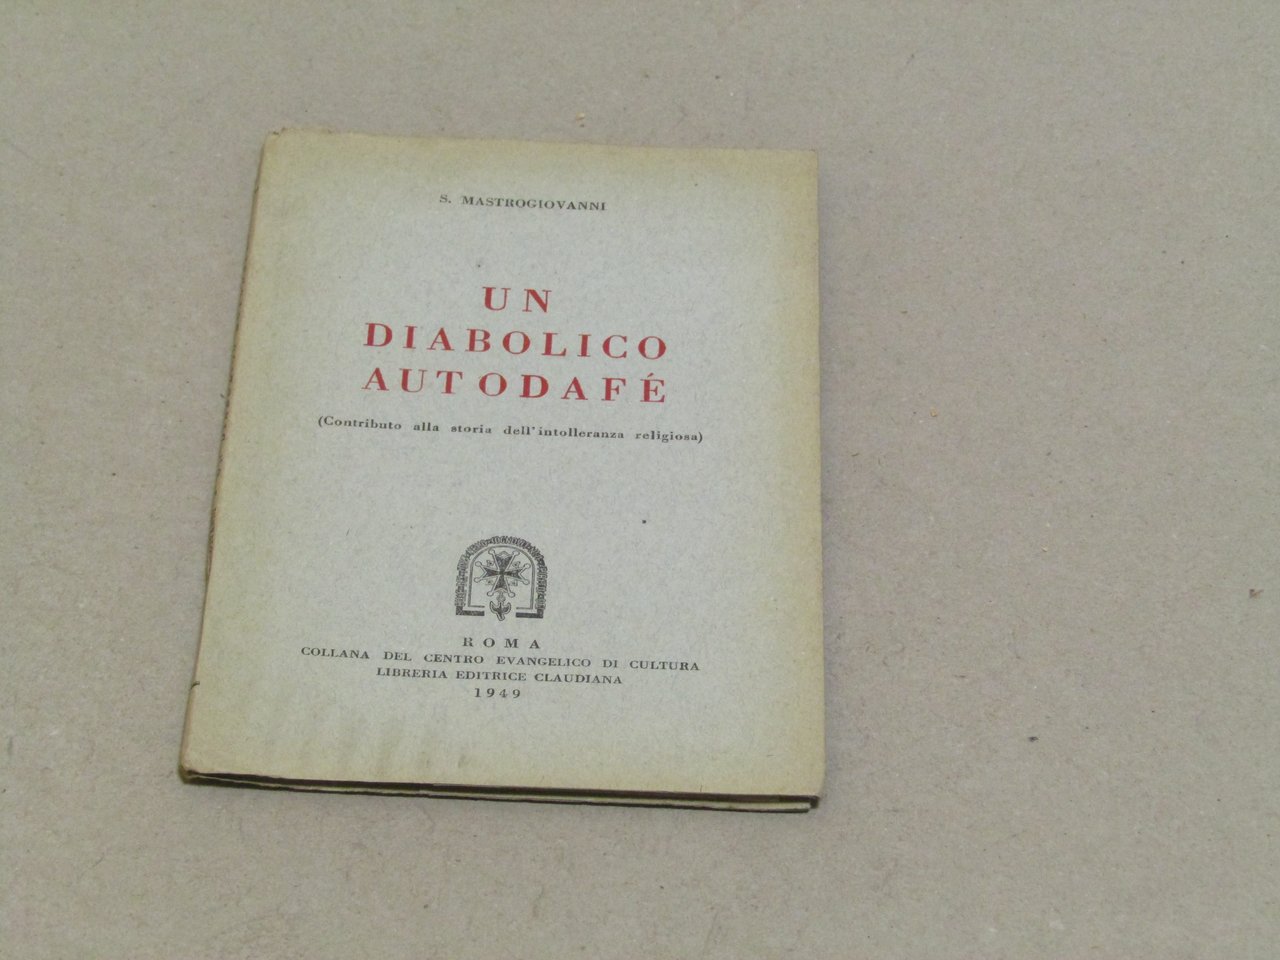 S. MASTROGIOVANNI
UN
DIABOLICO
AUTODAFÉ
(Contributo alla storia dell'intolleranza religiosa)
ROMA
COLLANA DEL CENTRO EVANGELICO DI CULTURA
LIBRERIA EDITRICE CLAUDIANA
1949